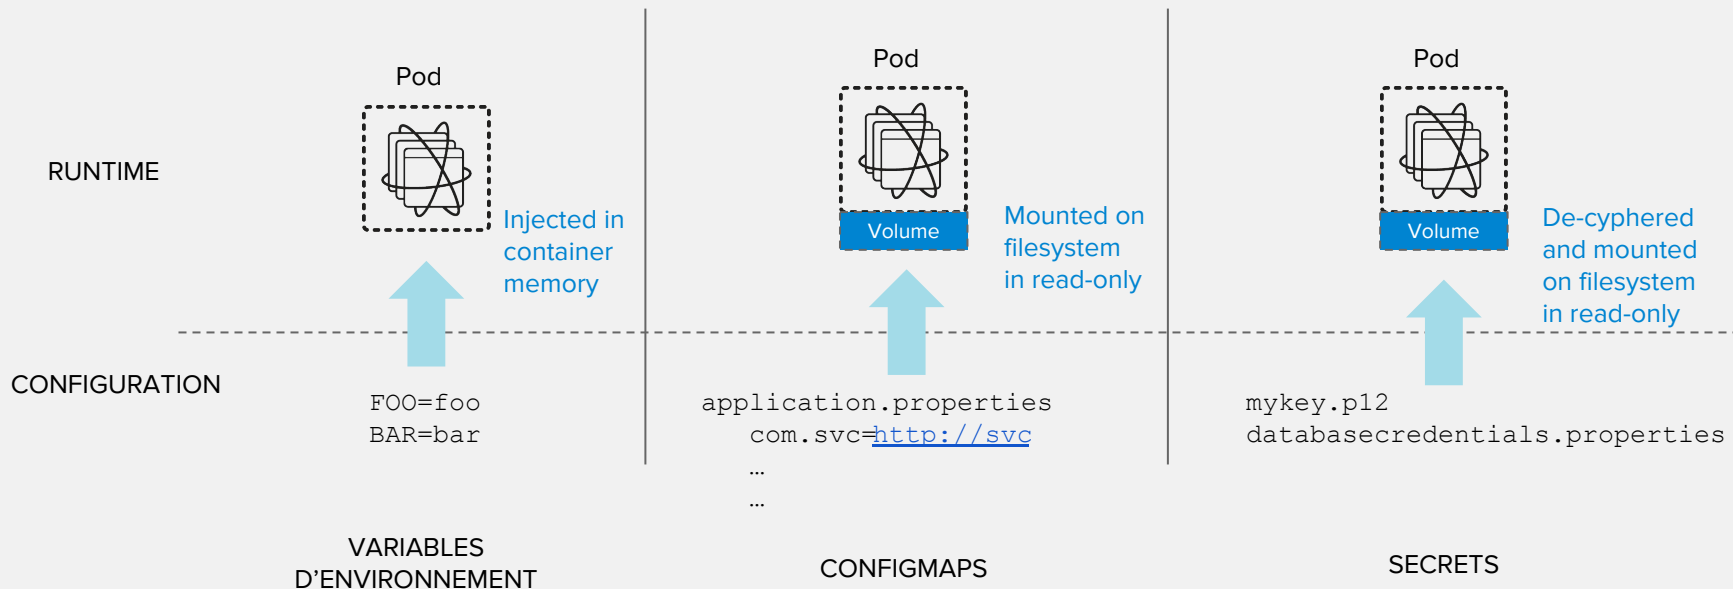 Pod
Pod
Pod
RUNTIME
Injected in
container
memory
Volume
Mounted on
filesystem
in read-only
Volume
De-cyphered
and mounted
on filesystem
in read-only
CONFIGURATION
FOO=foo
BAR=bar
application.properties
com.svc=http://svc
…
…
mykey.p12
databasecredentials.properties
VARIABLES
D’ENVIRONNEMENT
CONFIGMAPS
SECRETS